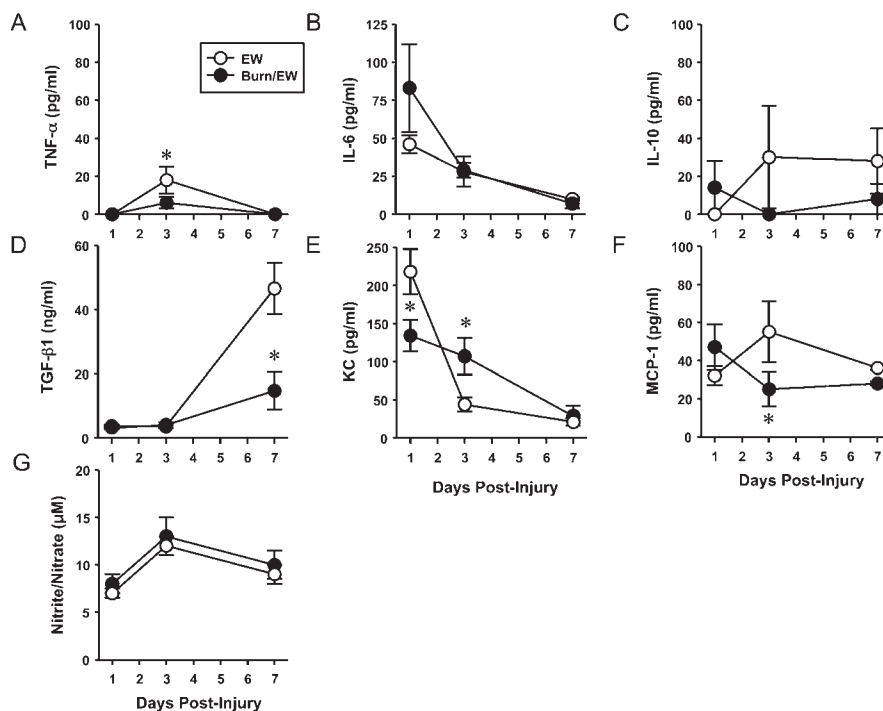 A
TNF-α (pg/ml)
100
80
60
40
20
0
1 2 3 4 5 6 7
EW
Burn/EW
*
B
IL-6 (pg/ml)
125
100
75
50
25
0
1 2 3 4 5 6 7
C
IL-10 (pg/ml)
100
80
60
40
20
0
1 2 3 4 5 6 7
D
TGF-β1 (ng/ml)
60
40
20
0
1 2 3 4 5 6 7
*
E
KC (pg/ml)
250
200
150
100
50
0
1 2 3 4 5 6 7
* *
Days Post-Injury
F
MCP-1 (pg/ml)
100
80
60
40
20
0
1 2 3 4 5 6 7
*
Days Post-Injury
G
Nitrite/Nitrate (µM)
20
15
10
5
0
1 2 3 4 5 6 7
Days Post-Injury